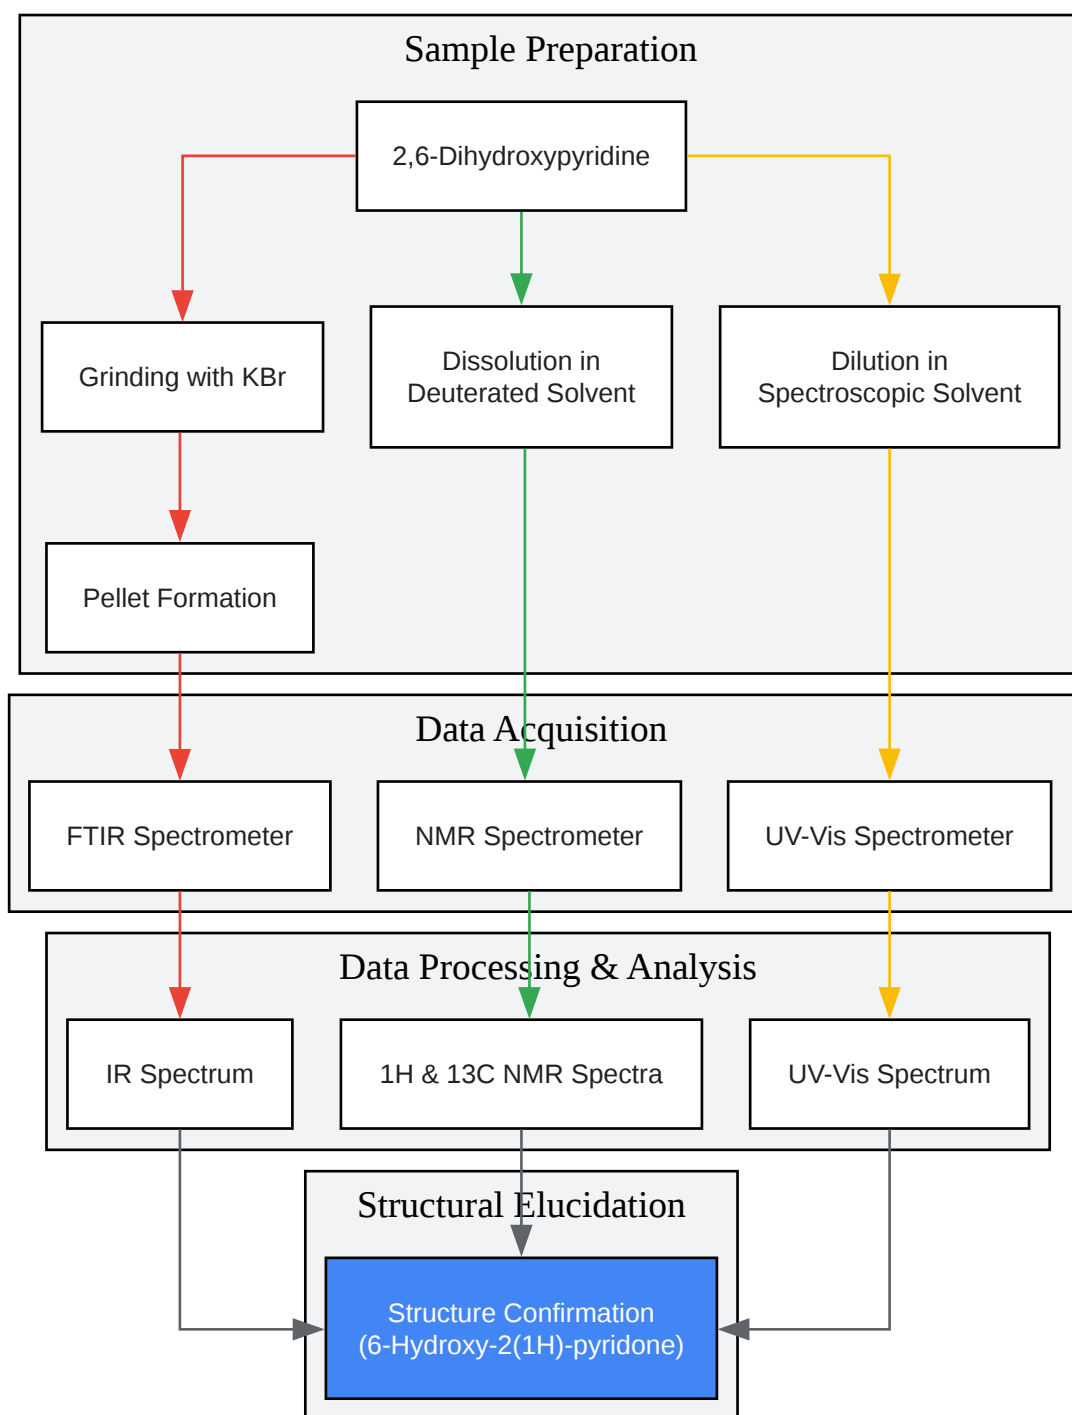 Sample Preparation
2,6-Dihydroxypyridine
Grinding with KBr
Dissolution in
Deuterated Solvent
Dilution in
Spectroscopic Solvent
Pellet Formation
Data Acquisition
FTIR Spectrometer
NMR Spectrometer
UV-Vis Spectrometer
Data Processing & Analysis
IR Spectrum
1H & 13C NMR Spectra
UV-Vis Spectrum
Structural Elucidation
Structure Confirmation
(6-Hydroxy-2(1H)-pyridone)